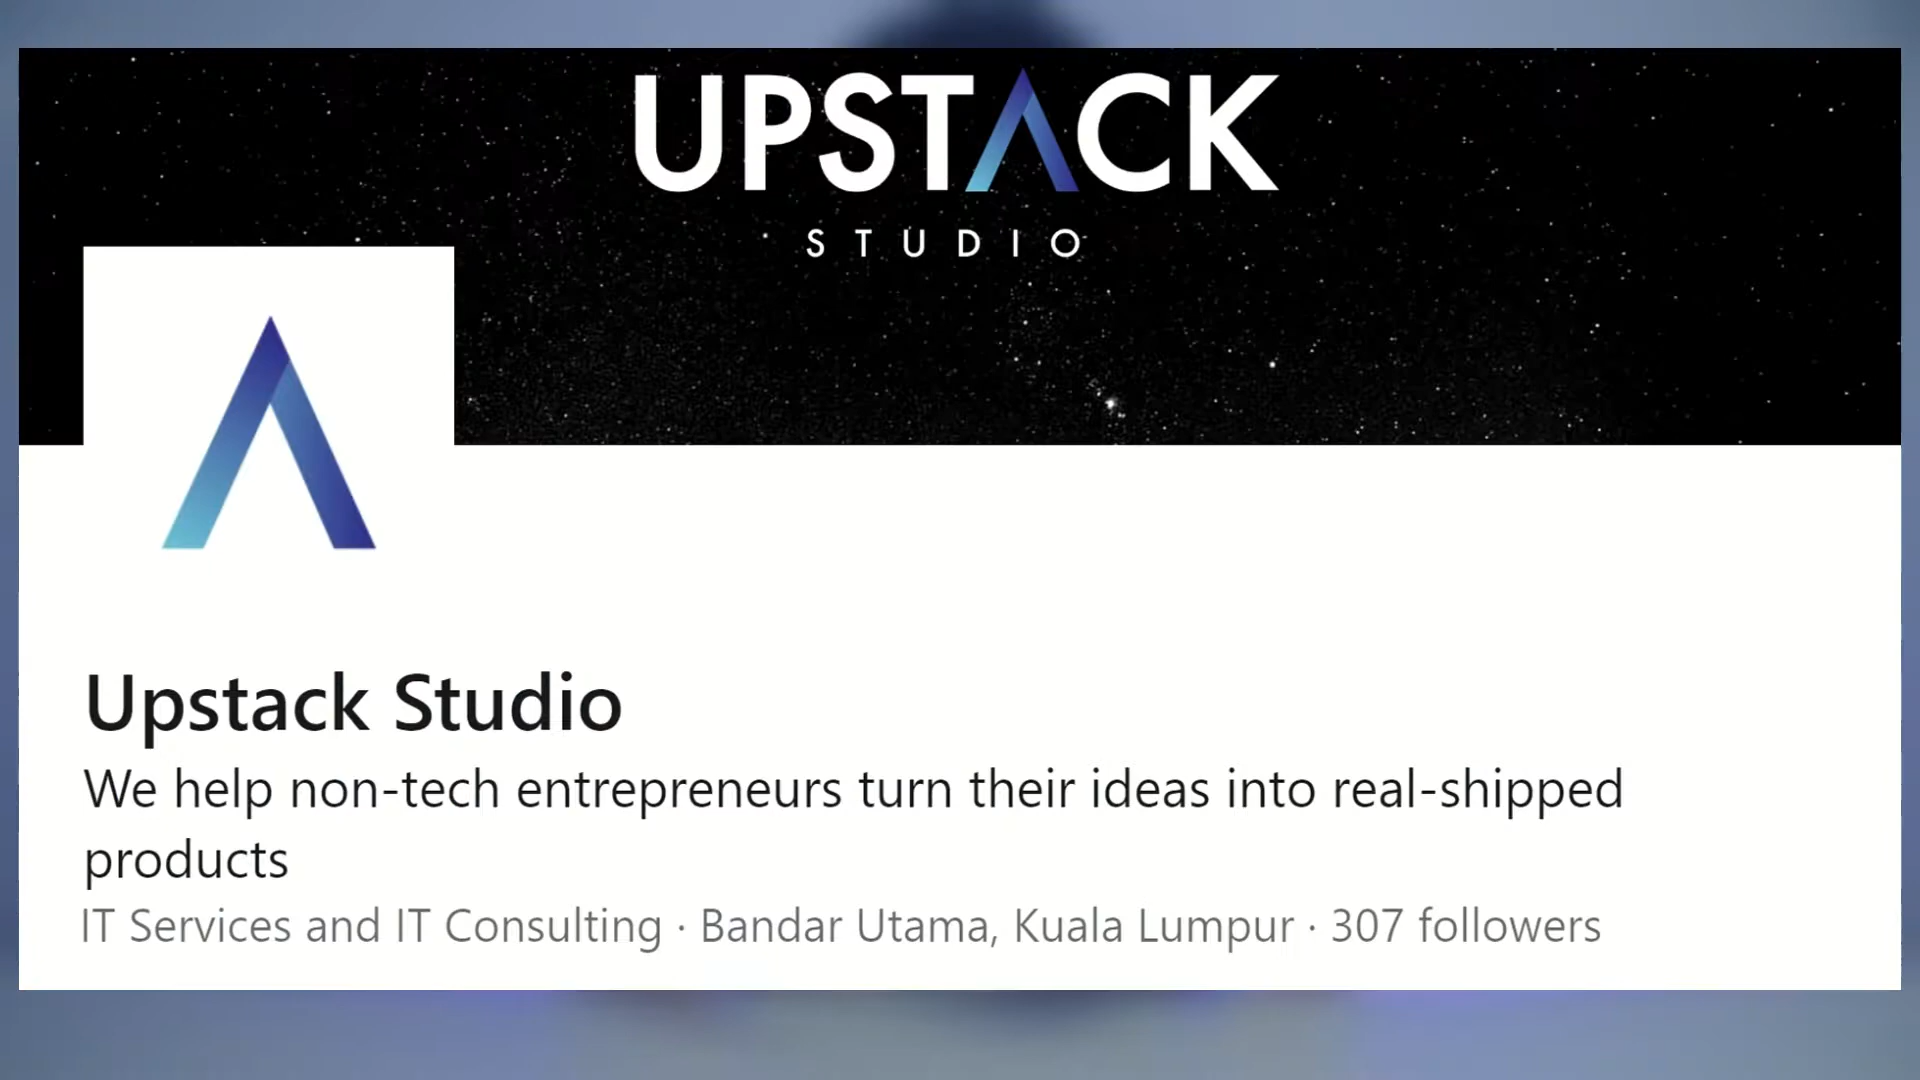 UPSTACK
STUDIO
Upstack Studio
We help non-tech entrepreneurs turn their ideas into real-shipped
products
IT Services and IT Consulting · Bandar Utama, Kuala Lumpur · 307 followers